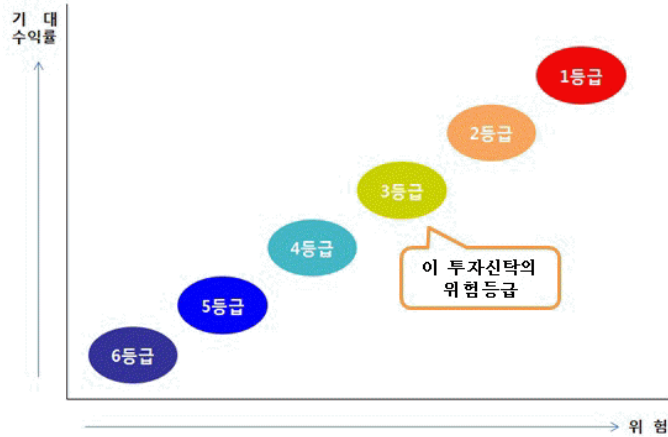 기 대
수익률
1등급
2등급
3등급
4등급
이 투자신탁의
위험등급
5등급
6등급
위 험